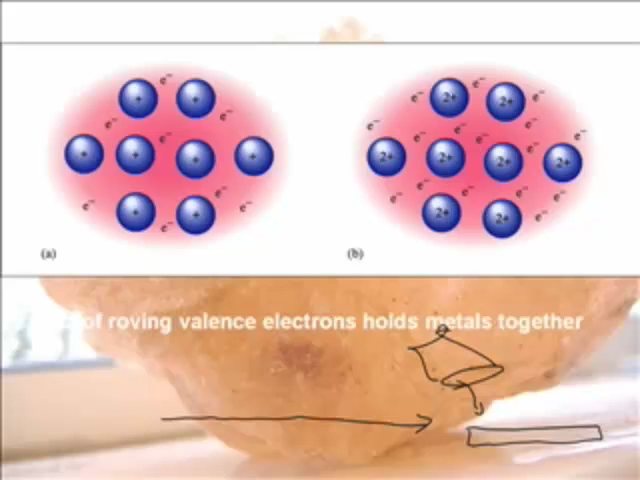 e⁻ e⁻
+ + e⁻ 2+ 2+ e⁻
e⁻ e⁻ e⁻ e⁻ e⁻
e⁻ e⁻ e⁻ e⁻
+ + + + 2+ 2+ 2+ 2+ e⁻
e⁻ e⁻ e⁻ e⁻
e⁻ e⁻ e⁻ e⁻
+ + 2+ 2+ e⁻
e⁻
(a) (b)
of roving valence electrons holds metals together